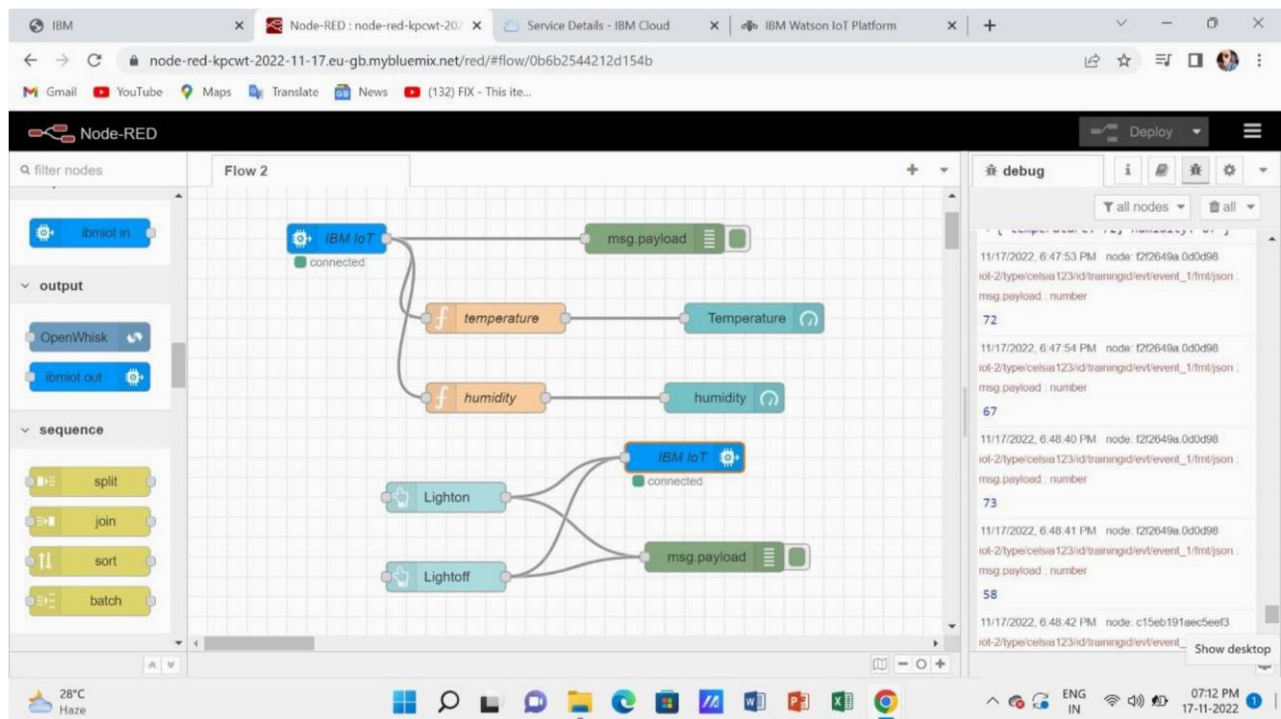 IBM
Node-RED : node-red-kpcwt-202
Service Details - IBM Cloud
IBM Watson IoT Platform
node-red-kpcwt-2022-11-17.eu-gb.mybluemix.net/red/#flow/0b6b2544212d154b
Gmail YouTube Maps Translate News (132) FIX - This ite...
Node-RED
Deploy
filter nodes
Flow 2
debug
all nodes
all
ibmiot in
output
OpenWhisk
ibmiot out
sequence
split
join
sort
batch
IBM IoT
connected
msg.payload
temperature
Temperature
humidity
humidity
IBM IoT
connected
Lighton
msg.payload
Lightoff
11/17/2022, 6:47:53 PM node: f2f2649a.0d0d98
iot-2/type/celsia123/id/trainingid/evt/event_1/fmt/json :
msg.payload : number
72
11/17/2022, 6:47:54 PM node: f2f2649a.0d0d98
iot-2/type/celsia123/id/trainingid/evt/event_1/fmt/json :
msg.payload : number
67
11/17/2022, 6:48:40 PM node: f2f2649a.0d0d98
iot-2/type/celsia123/id/trainingid/evt/event_1/fmt/json :
msg.payload : number
73
11/17/2022, 6:48:41 PM node: f2f2649a.0d0d98
iot-2/type/celsia123/id/trainingid/evt/event_1/fmt/json :
msg.payload : number
58
11/17/2022, 6:48:42 PM node: c15eb191aec5eef3
iot-2/type/celsia123/id/trainingid/evt/event_
Show desktop
28°C
Haze
ENG
IN
07:12 PM
17-11-2022
1